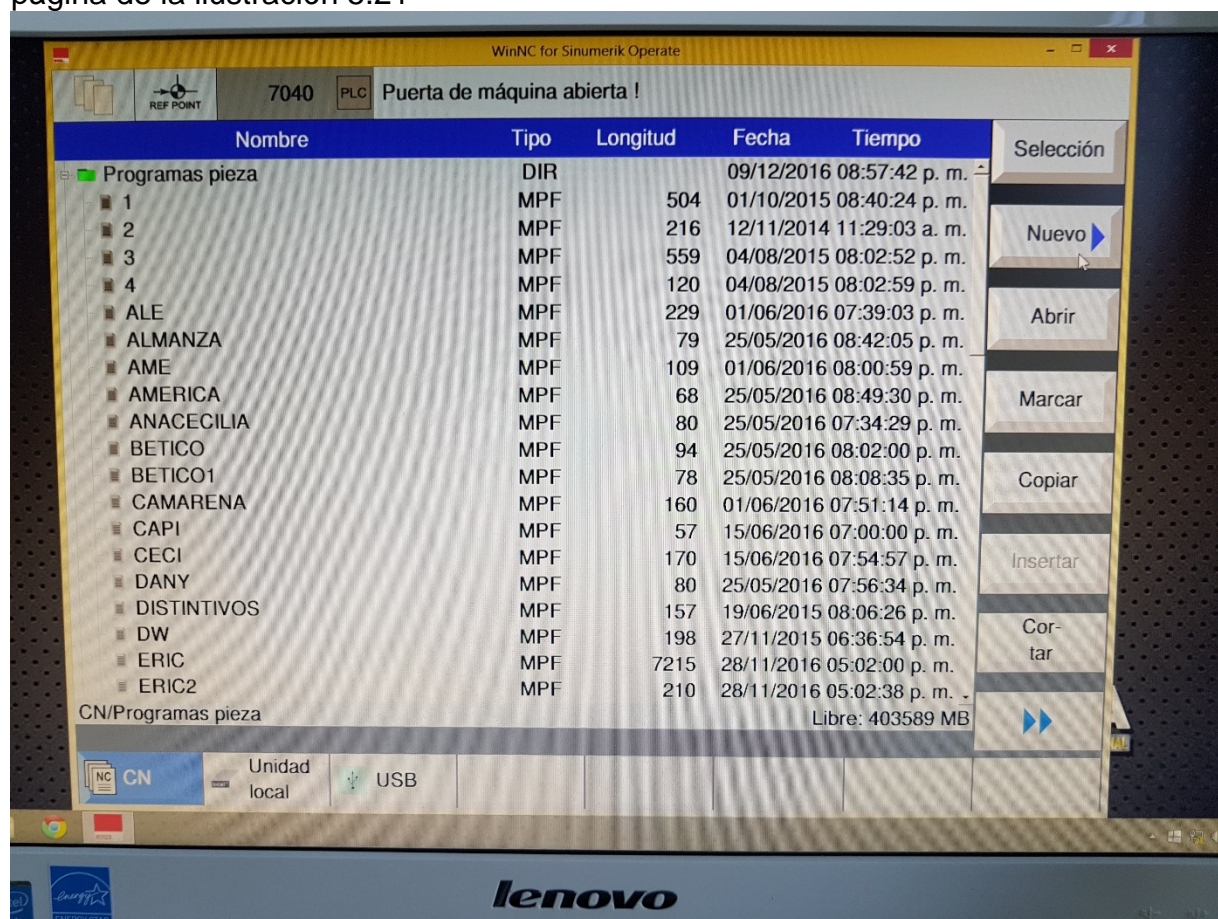 WinNC for Sinumerik Operate
REF POINT 7040 PLC Puerta de máquina abierta !
Nombre Tipo Longitud Fecha Tiempo
Programas pieza DIR 09/12/2016 08:57:42 p. m.
1 MPF 504 01/10/2015 08:40:24 p. m.
2 MPF 216 12/11/2014 11:29:03 a. m.
3 MPF 559 04/08/2015 08:02:52 p. m.
4 MPF 120 04/08/2015 08:02:59 p. m.
ALE MPF 229 01/06/2016 07:39:03 p. m.
ALMANZA MPF 79 25/05/2016 08:42:05 p. m.
AME MPF 109 01/06/2016 08:00:59 p. m.
AMERICA MPF 68 25/05/2016 08:49:30 p. m.
ANACECILIA MPF 80 25/05/2016 07:34:29 p. m.
BETICO MPF 94 25/05/2016 08:02:00 p. m.
BETICO1 MPF 78 25/05/2016 08:08:35 p. m.
CAMARENA MPF 160 01/06/2016 07:51:14 p. m.
CAPI MPF 57 15/06/2016 07:00:00 p. m.
CECI MPF 170 15/06/2016 07:54:57 p. m.
DANY MPF 80 25/05/2016 07:56:34 p. m.
DISTINTIVOS MPF 157 19/06/2015 08:06:26 p. m.
DW MPF 198 27/11/2015 06:36:54 p. m.
ERIC MPF 7215 28/11/2016 05:02:00 p. m.
ERIC2 MPF 210 28/11/2016 05:02:38 p. m.
CN/Programas pieza Libre: 403589 MB
Selección
Nuevo
Abrir
Marcar
Copiar
Insertar
Cor-
tar
NC CN
Unidad
local
USB
energy
lenovo